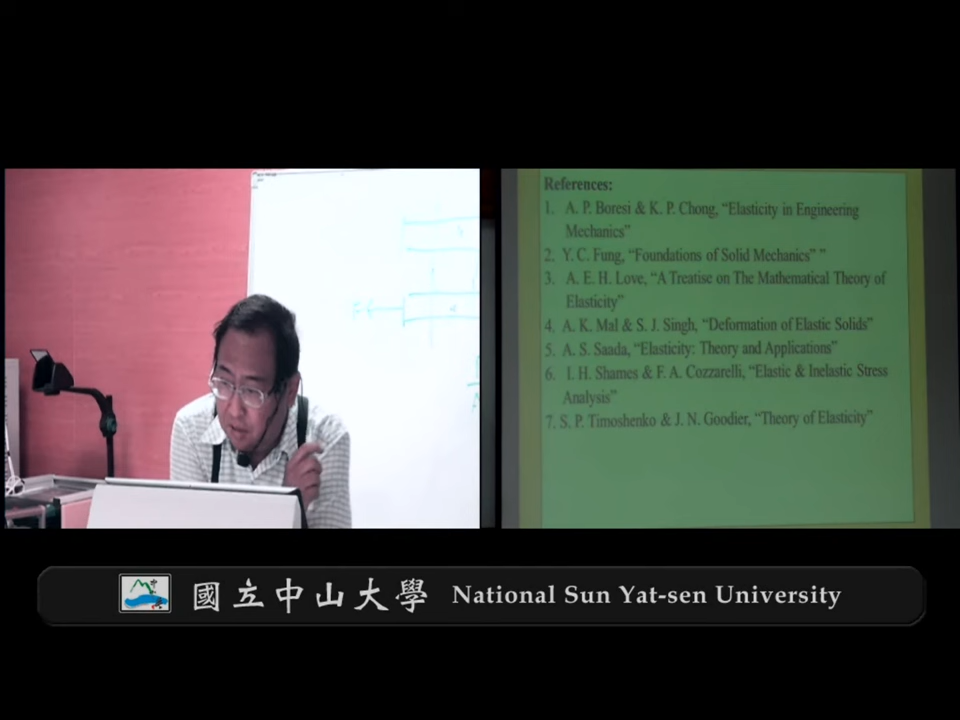 References:
1. A. P. Boresi & K. P. Chong, “Elasticity in Engineering
Mechanics”
2. Y. C. Fung, “Foundations of Solid Mechanics” ”
3. A. E. H. Love, “A Treatise on The Mathematical Theory of
Elasticity”
4. A. K. Mal & S. J. Singh, “Deformation of Elastic Solids”
5. A. S. Saada, “Elasticity: Theory and Applications”
6. I. H. Shames & F. A. Cozzarelli, “Elastic & Inelastic Stress
Analysis”
7. S. P. Timoshenko & J. N. Goodier, “Theory of Elasticity”
國立中山大學 National Sun Yat-sen University